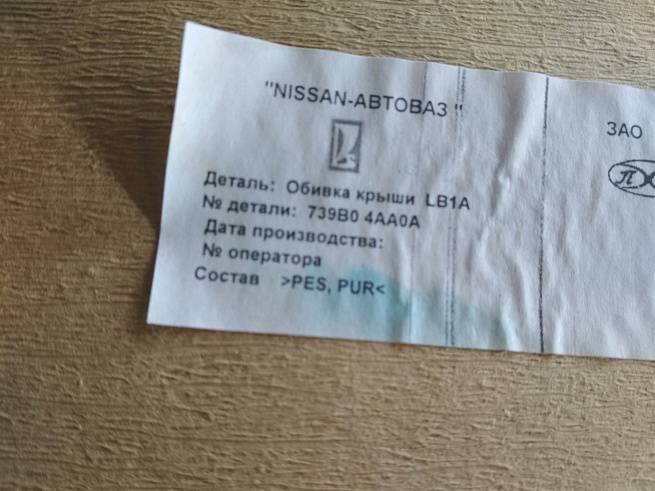 "NISSAN-АВТОВАЗ "
Деталь: Обивка крыши LB1A
№ детали: 739B0 4AA0A
Дата производства:
№ оператора
Состав >PES, PUR<
ЗАО